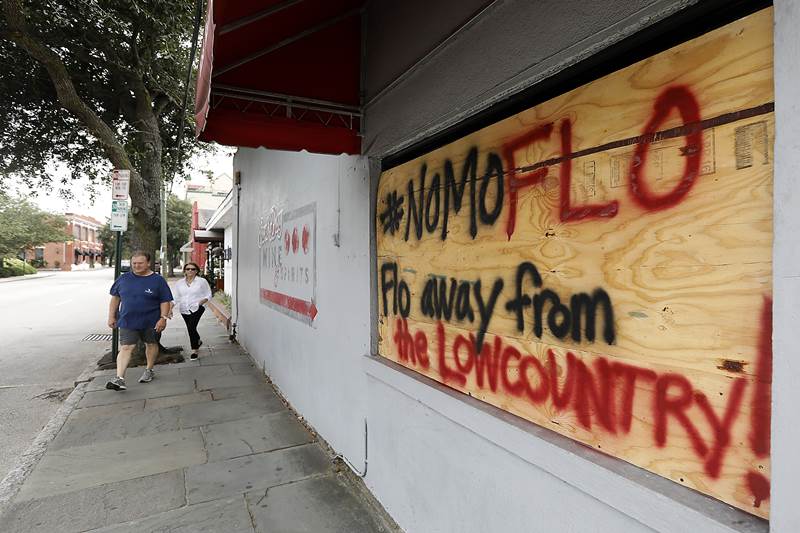 #NoMoFLO
Flo away from
the LowcountrY!
WINE
SPIRITS